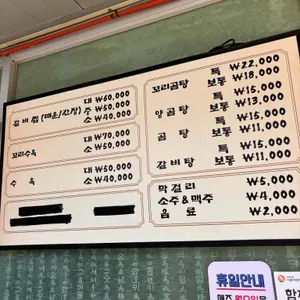 갈비찜(매운/간장) 대 ₩60,000
중 ₩50,000
소 ₩40,000
꼬리수육 대 ₩70,000
소 ₩50,000
수육 대 ₩50,000
소 ₩40,000
꼬리곰탕 특 ₩22,000
보통 ₩18,000
양곰탕 특 ₩15,000
보통 ₩13,000
곰탕 특 ₩15,000
보통 ₩11,000
갈비탕 특 ₩15,000
보통 ₩11,000
막걸리 ₩5,000
소주&맥주 ₩4,000
음료 ₩2,000
휴일안내